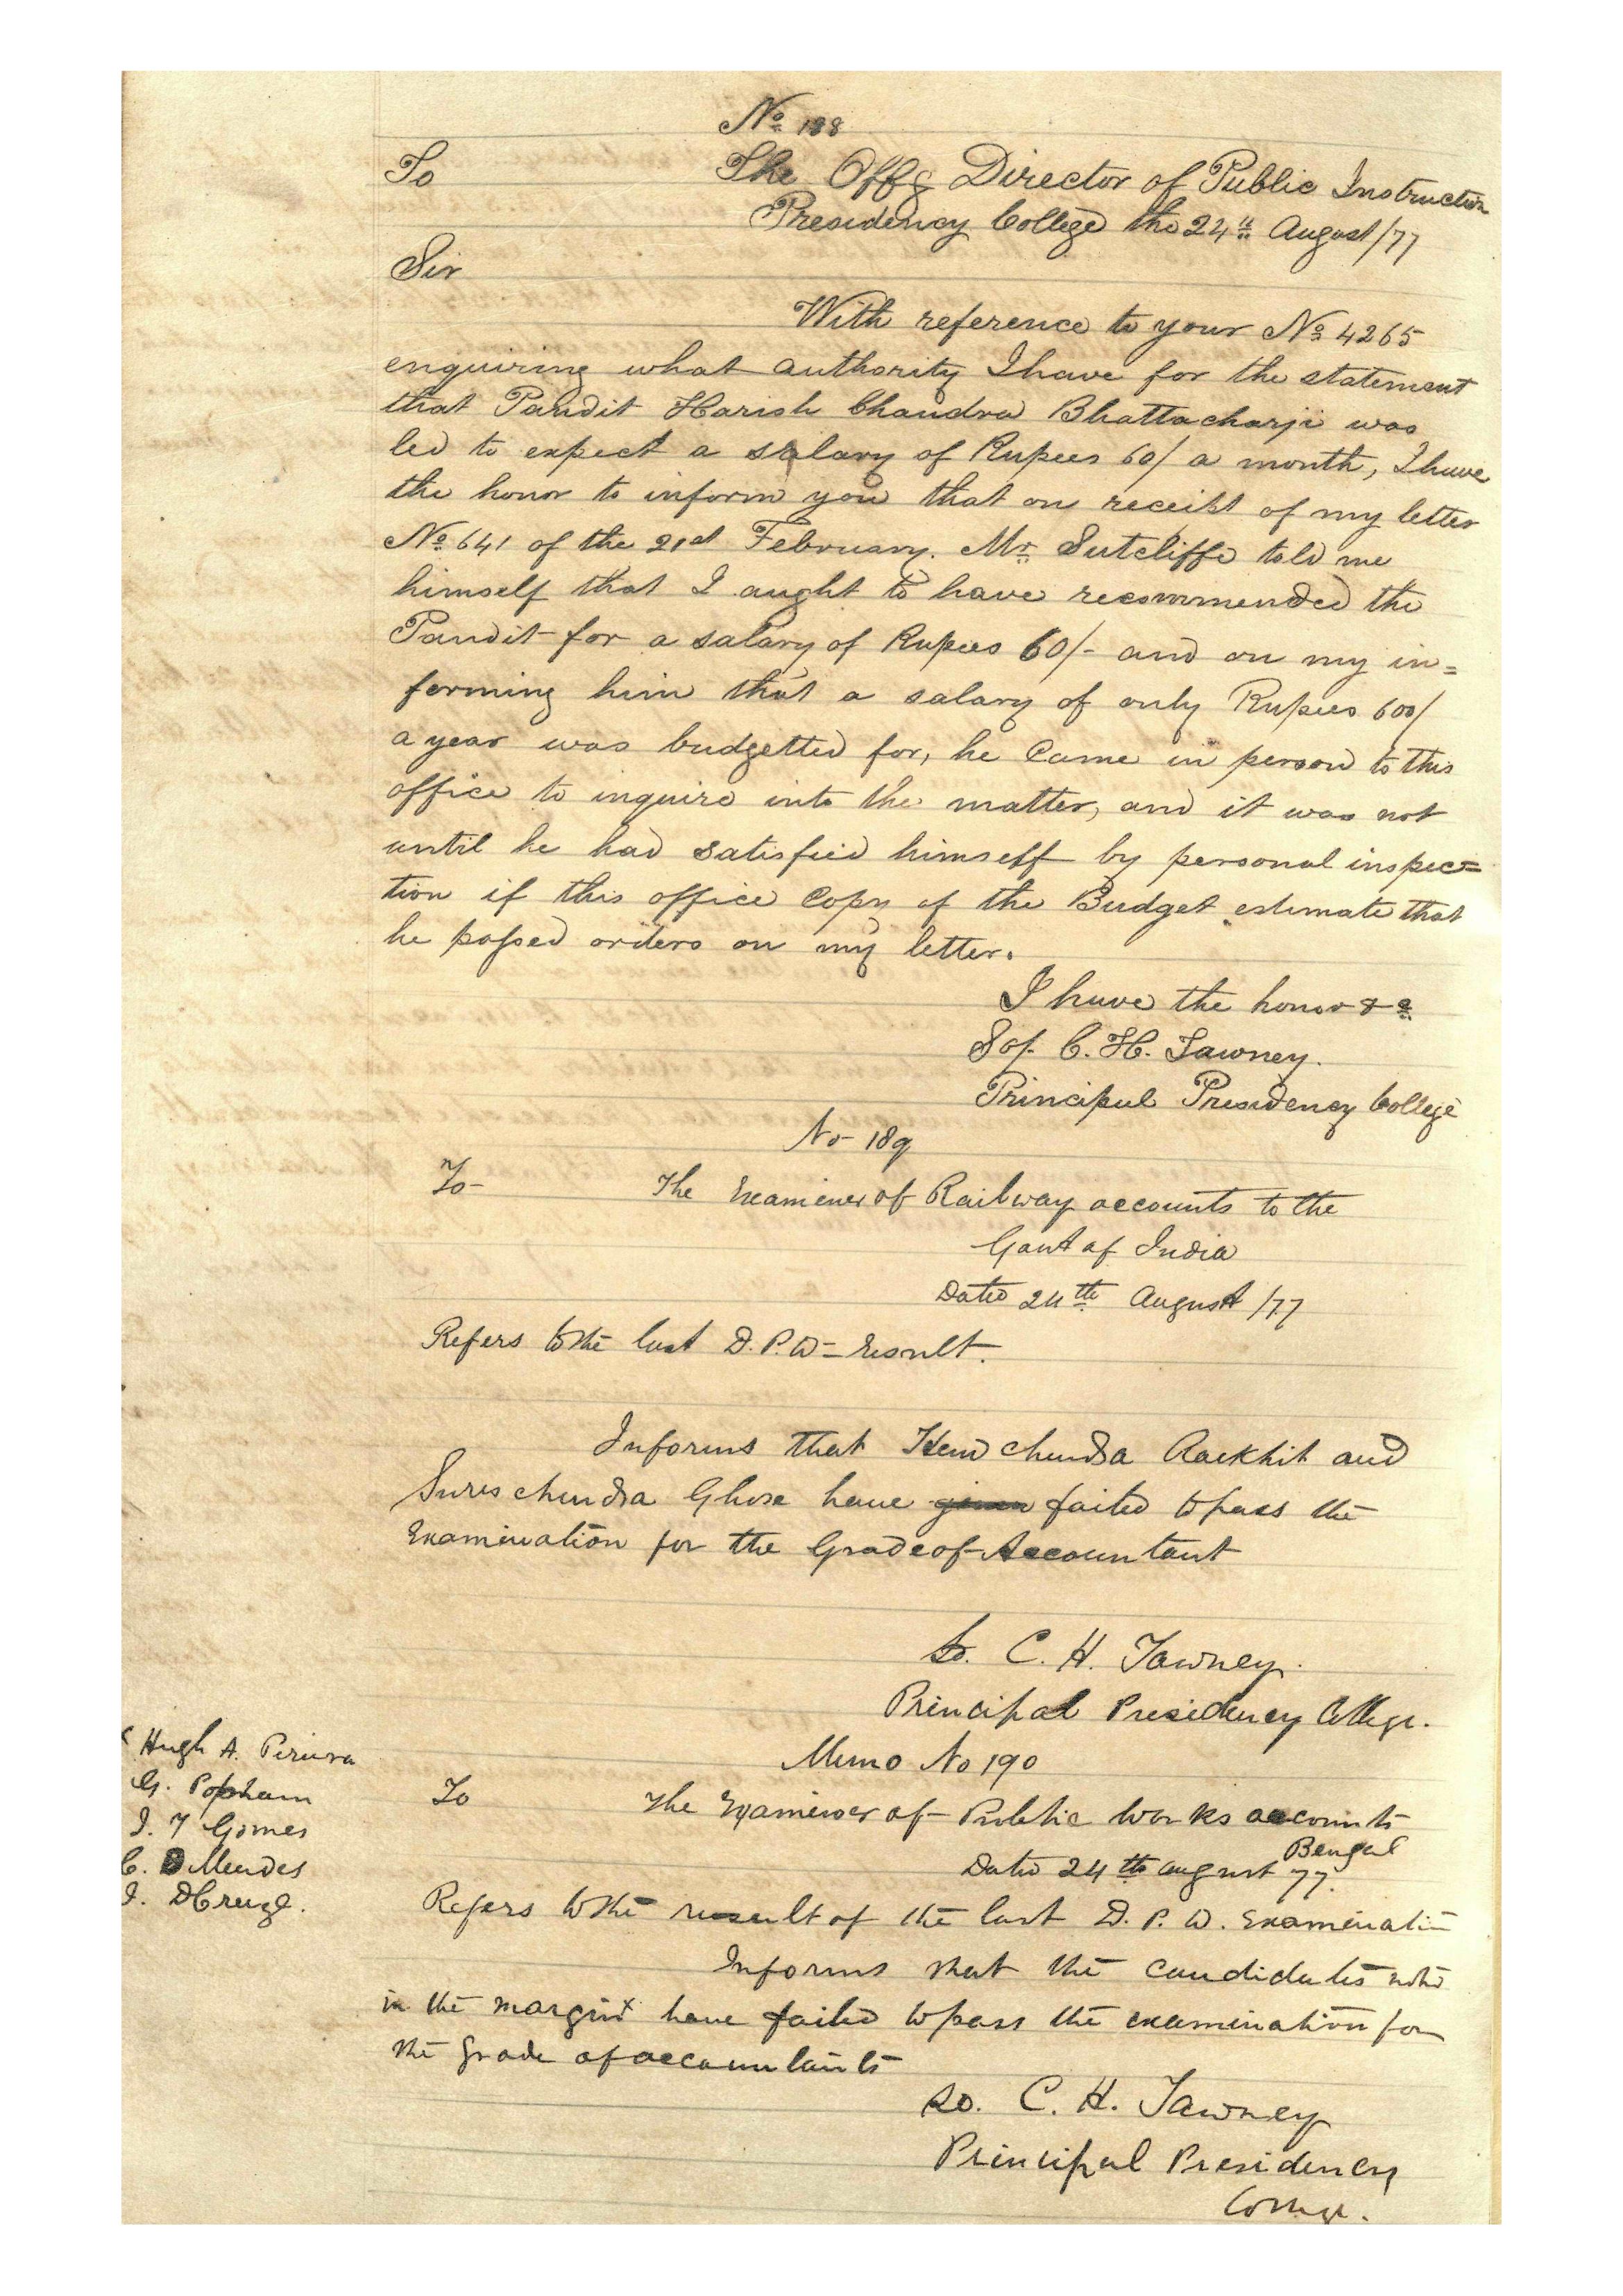 No. 188
To The Offg Director of Public Instruction
Presidency College the 24th August/77
Sir
With reference to your No. 4265
enquiring what authority I have for the statement
that Pandit Harish Chandra Bhattacharji was
led to expect a salary of Rupees 60/ a month, I have
the honor to inform you that on receipt of my letter
No. 641 of the 21st February. Mr. Sutcliffe told me
himself that I aught to have recommended the
Pandit for a salary of Rupees 60/- and on my in=
forming him that a salary of only Rupees 600/
a year was budgetted for, he Came in person to this
office to inquire into the matter, and it was not
until he had satisfied himself by personal inspec=
tion if this office Copy of the Budget estimate that
he passed orders on my letter.
I have the honor &c
C. H. Tawney.
Principal Presidency College
No- 189
To- The Examiner of Railway accounts to the
Govt of India
Dated 24th August /77
Refers to the last D. P. W= result.
Informs that Hem chundra Rackhit and
Sures chundra Ghose have failed to pass the
Examination for the Grade of Accountant
Sd. C. H. Tawney.
Principal Presidency College.
Memo No 190
To The Examiner of Public Works accounts
Bengal
Dated 24th august 77.
Refers to the result of the last D. P. W. Examination
Informs that the candidates noted
in the margin x have failed to pass the examination for
the grade of accountants
Sd. C. H. Tawney
Principal Presidency
College.
x Hugh A. Periera
G. Popham
J. T Gomes
C. D Mendes
J. DCruze.